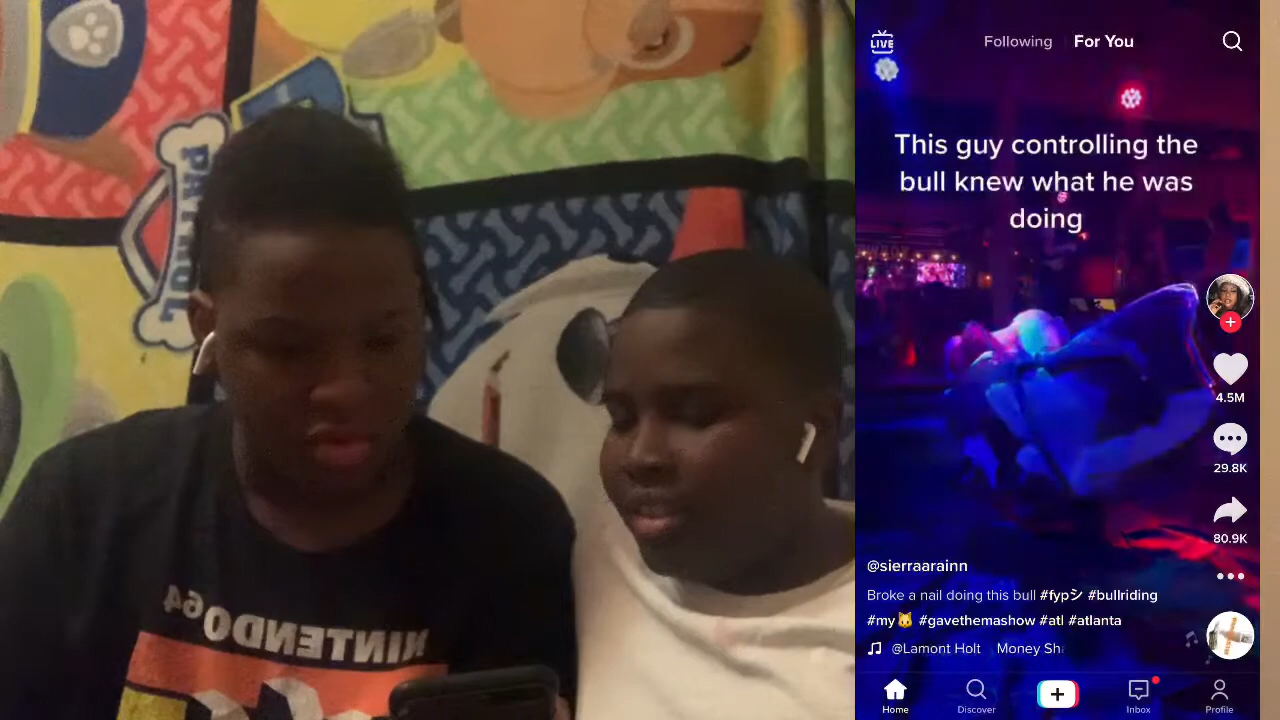 PATROL
NINTENDO64
LIVE
Following For You
This guy controlling the
bull knew what he was
doing
4.5M
29.8K
80.9K
@sierraarainn
Broke a nail doing this bull #fypシ #bullriding
#my🐱 #gavethemashow #atl #atlanta
@Lamont Holt Money Sh
Home
Discover
Inbox
Profile